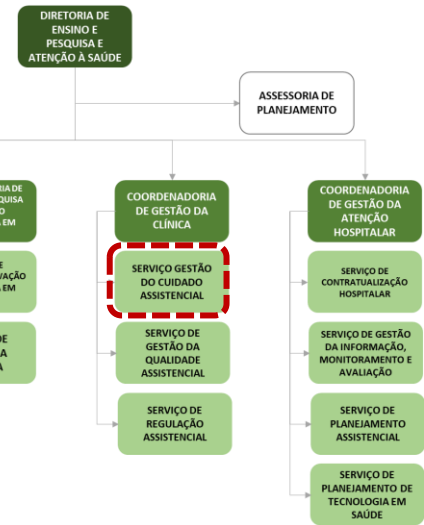 DIRETORIA DE
ENSINO E
PESQUISA E
ATENÇÃO À SAÚDE
ASSESSORIA DE
PLANEJAMENTO
DE
EM
COORDENADORIA
DE GESTÃO DA
CLÍNICA
COORDENADORIA
DE GESTÃO DA
ATENÇÃO
HOSPITALAR
EM
SERVIÇO GESTÃO
DO CUIDADO
ASSISTENCIAL
SERVIÇO DE
CONTRATUALIZAÇÃO
HOSPITALAR
SERVIÇO DE
GESTÃO DA
QUALIDADE
ASSISTENCIAL
SERVIÇO DE GESTÃO
DA INFORMAÇÃO,
MONITORAMENTO E
AVALIAÇÃO
SERVIÇO DE
REGULAÇÃO
ASSISTENCIAL
SERVIÇO DE
PLANEJAMENTO
ASSISTENCIAL
SERVIÇO DE
PLANEJAMENTO DE
TECNOLOGIA EM
SAÚDE